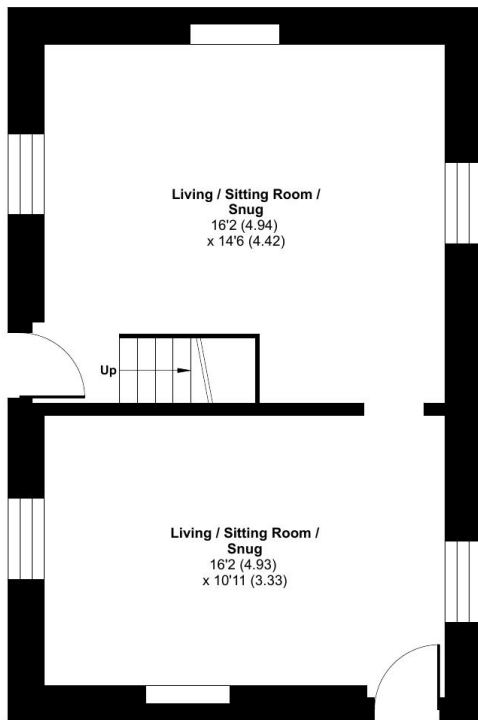 Living / Sitting Room /
Snug
16'2 (4.94)
x 14'6 (4.42)
Up
Living / Sitting Room /
Snug
16'2 (4.93)
x 10'11 (3.33)